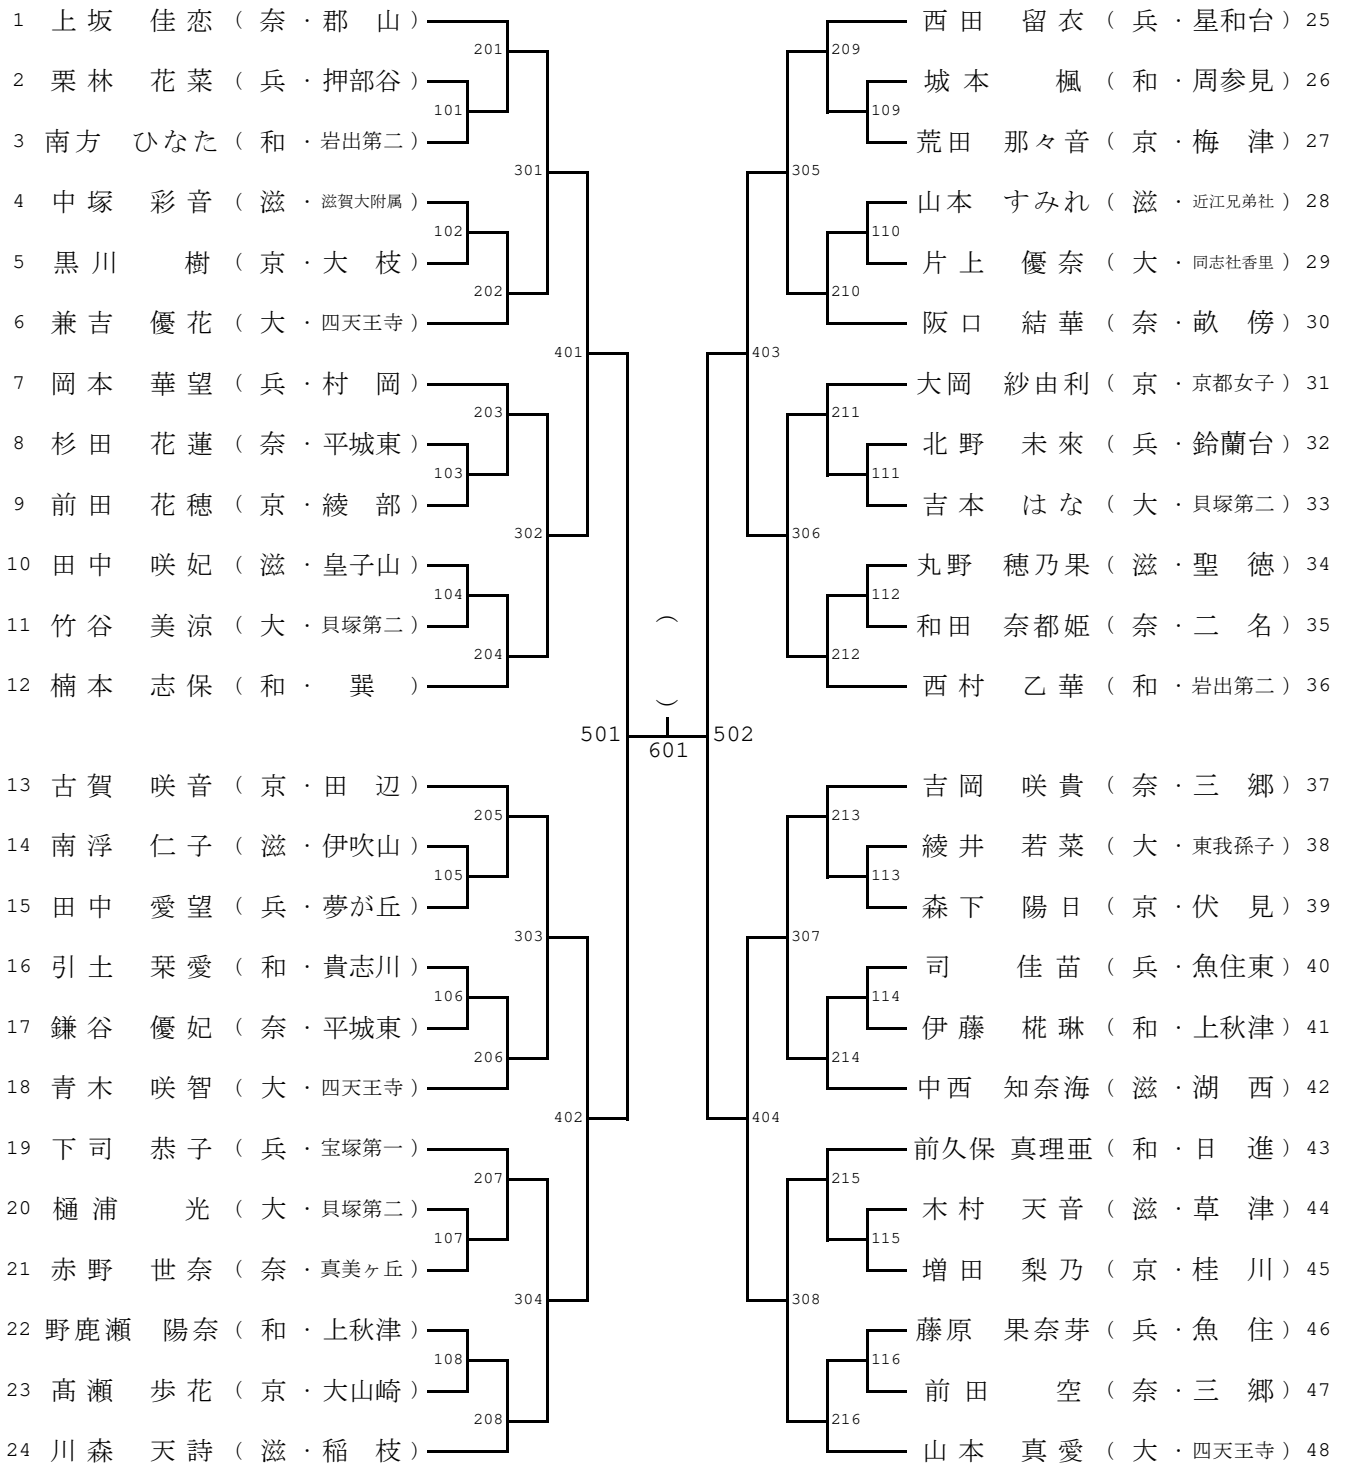 1 上坂 佳恋 ( 奈 ・ 郡 山 )
201
2 栗林 花菜 ( 兵 ・ 押部谷 )
101
3 南方 ひなた ( 和 ・ 岩出第二 )
301
4 中塚 彩音 ( 滋 ・ 滋賀大附属 )
102
5 黒川 樹 ( 京 ・ 大 枝 )
202
6 兼吉 優花 ( 大 ・ 四天王寺 )
401
7 岡本 華望 ( 兵 ・ 村 岡 )
203
8 杉田 花蓮 ( 奈 ・ 平城東 )
103
9 前田 花穂 ( 京 ・ 綾 部 )
302
10 田中 咲妃 ( 滋 ・ 皇子山 )
104
11 竹谷 美涼 ( 大 ・ 貝塚第二 )
204
12 楠本 志保 ( 和 ・ 巽 )
501
13 古賀 咲音 ( 京 ・ 田 辺 )
205
14 南浮 仁子 ( 滋 ・ 伊吹山 )
105
15 田中 愛望 ( 兵 ・ 夢が丘 )
303
16 引土 栞愛 ( 和 ・ 貴志川 )
106
17 鎌谷 優妃 ( 奈 ・ 平城東 )
206
18 青木 咲智 ( 大 ・ 四天王寺 )
402
19 下司 恭子 ( 兵 ・ 宝塚第一 )
207
20 樋浦 光 ( 大 ・ 貝塚第二 )
107
21 赤野 世奈 ( 奈 ・ 真美ヶ丘 )
304
22 野鹿瀬 陽奈 ( 和 ・ 上秋津 )
108
23 髙瀬 歩花 ( 京 ・ 大山崎 )
208
24 川森 天詩 ( 滋 ・ 稲 枝 )
( )
601
西田 留衣 ( 兵 ・ 星和台 ) 25
209
城本 楓 ( 和 ・ 周参見 ) 26
109
荒田 那々音 ( 京 ・ 梅 津 ) 27
305
山本 すみれ ( 滋 ・ 近江兄弟社 ) 28
110
片上 優奈 ( 大 ・ 同志社香里 ) 29
210
阪口 結華 ( 奈 ・ 畝 傍 ) 30
403
大岡 紗由利 ( 京 ・ 京都女子 ) 31
211
北野 未來 ( 兵 ・ 鈴蘭台 ) 32
111
吉本 はな ( 大 ・ 貝塚第二 ) 33
306
丸野 穂乃果 ( 滋 ・ 聖 徳 ) 34
112
和田 奈都姫 ( 奈 ・ 二 名 ) 35
212
西村 乙華 ( 和 ・ 岩出第二 ) 36
502
吉岡 咲貴 ( 奈 ・ 三 郷 ) 37
213
綾井 若菜 ( 大 ・ 東我孫子 ) 38
113
森下 陽日 ( 京 ・ 伏 見 ) 39
307
司 佳苗 ( 兵 ・ 魚住東 ) 40
114
伊藤 椛琳 ( 和 ・ 上秋津 ) 41
214
中西 知奈海 ( 滋 ・ 湖 西 ) 42
404
前久保 真理亜 ( 和 ・ 日 進 ) 43
215
木村 天音 ( 滋 ・ 草 津 ) 44
115
増田 梨乃 ( 京 ・ 桂 川 ) 45
308
藤原 果奈芽 ( 兵 ・ 魚 住 ) 46
116
前田 空 ( 奈 ・ 三 郷 ) 47
216
山本 真愛 ( 大 ・ 四天王寺 ) 48